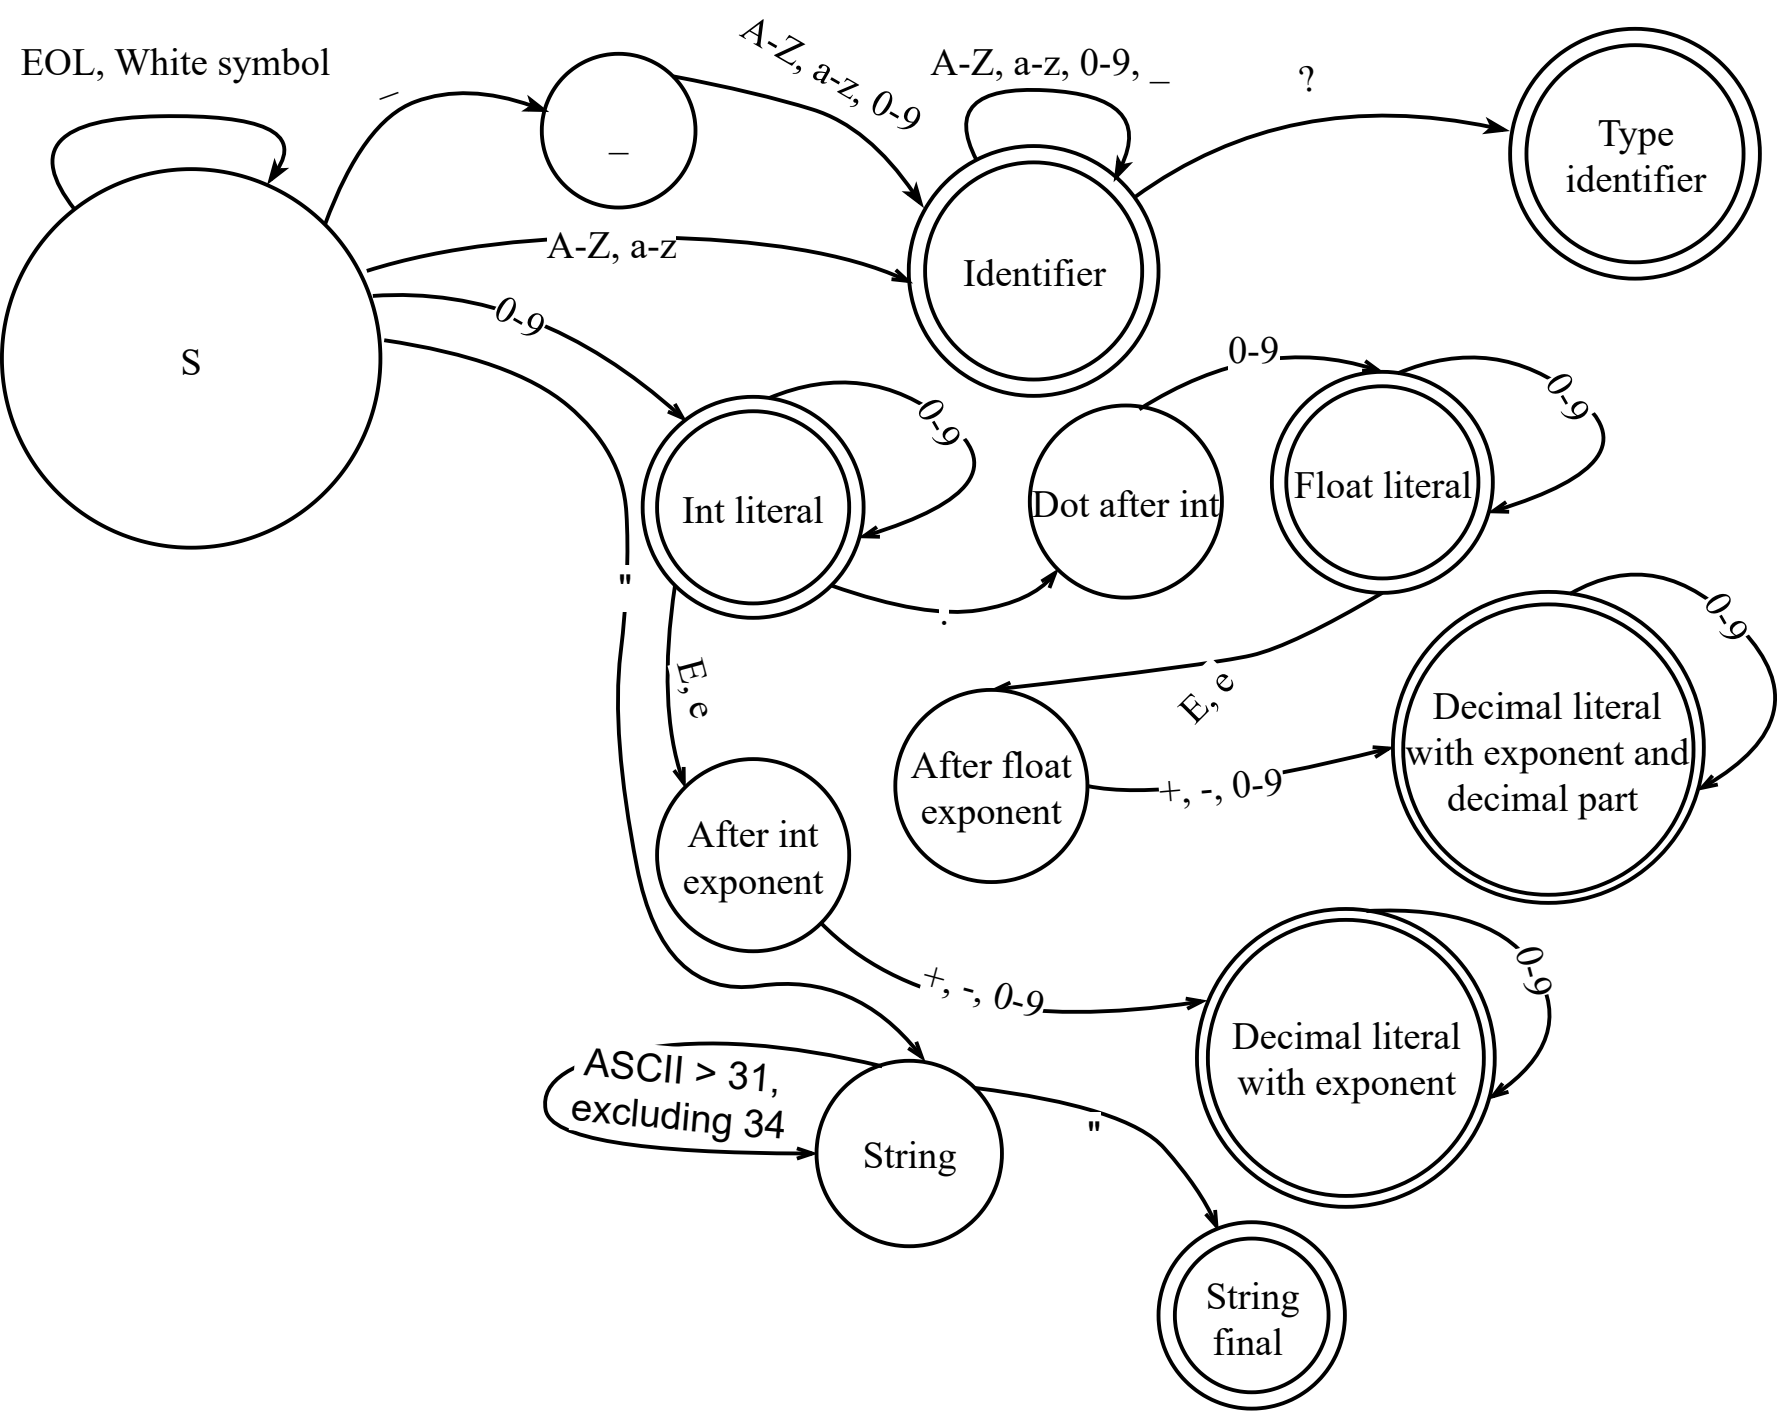 EOL, White symbol
_
A-Z, a-z, 0-9
A-Z, a-z, 0-9, _
?
Type
identifier
_
A-Z, a-z
Identifier
0-9
S
0-9
0-9
0-9
Int literal
Dot after int
Float literal
"
.
E, e
E, e
0-9
Decimal literal
with exponent and
decimal part
After float
exponent
+, -, 0-9
After int
exponent
+, -, 0-9
0-9
Decimal literal
with exponent
ASCII > 31,
excluding 34
"
String
String
final